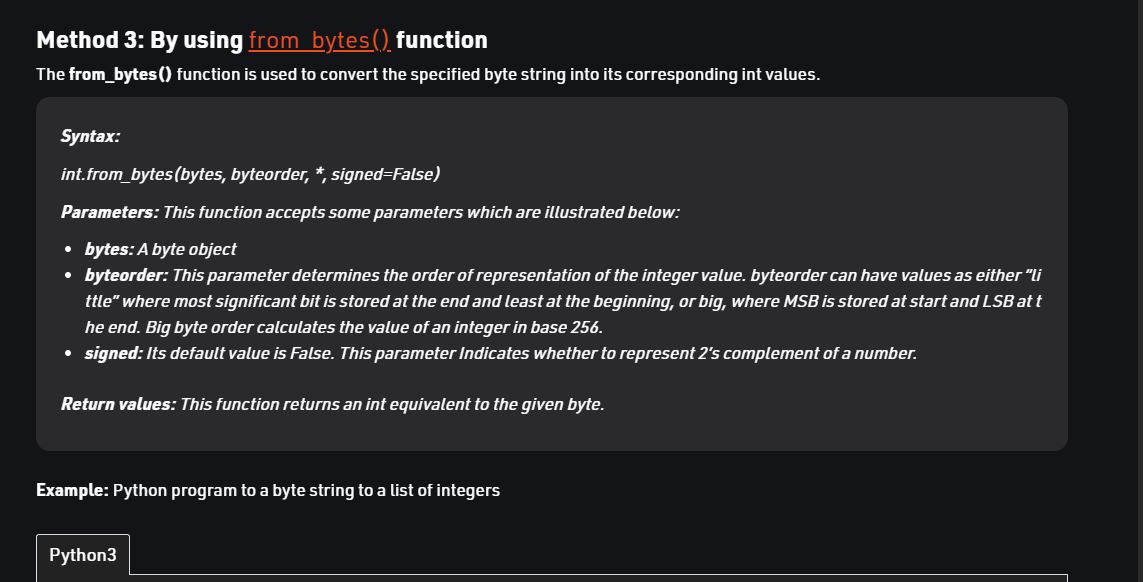 Method 3: By using from_bytes() function
The from_bytes() function is used to convert the specified byte string into its corresponding int values.
Syntax:
int.from_bytes(bytes, byteorder, *, signed=False)
Parameters: This function accepts some parameters which are illustrated below:
• bytes: A byte object
• byteorder: This parameter determines the order of representation of the integer value. byteorder can have values as either "li
ttle" where most significant bit is stored at the end and least at the beginning, or big, where MSB is stored at start and LSB at t
he end. Big byte order calculates the value of an integer in base 256.
• signed: Its default value is False. This parameter Indicates whether to represent 2's complement of a number.
Return values: This function returns an int equivalent to the given byte.
Example: Python program to a byte string to a list of integers
Python3